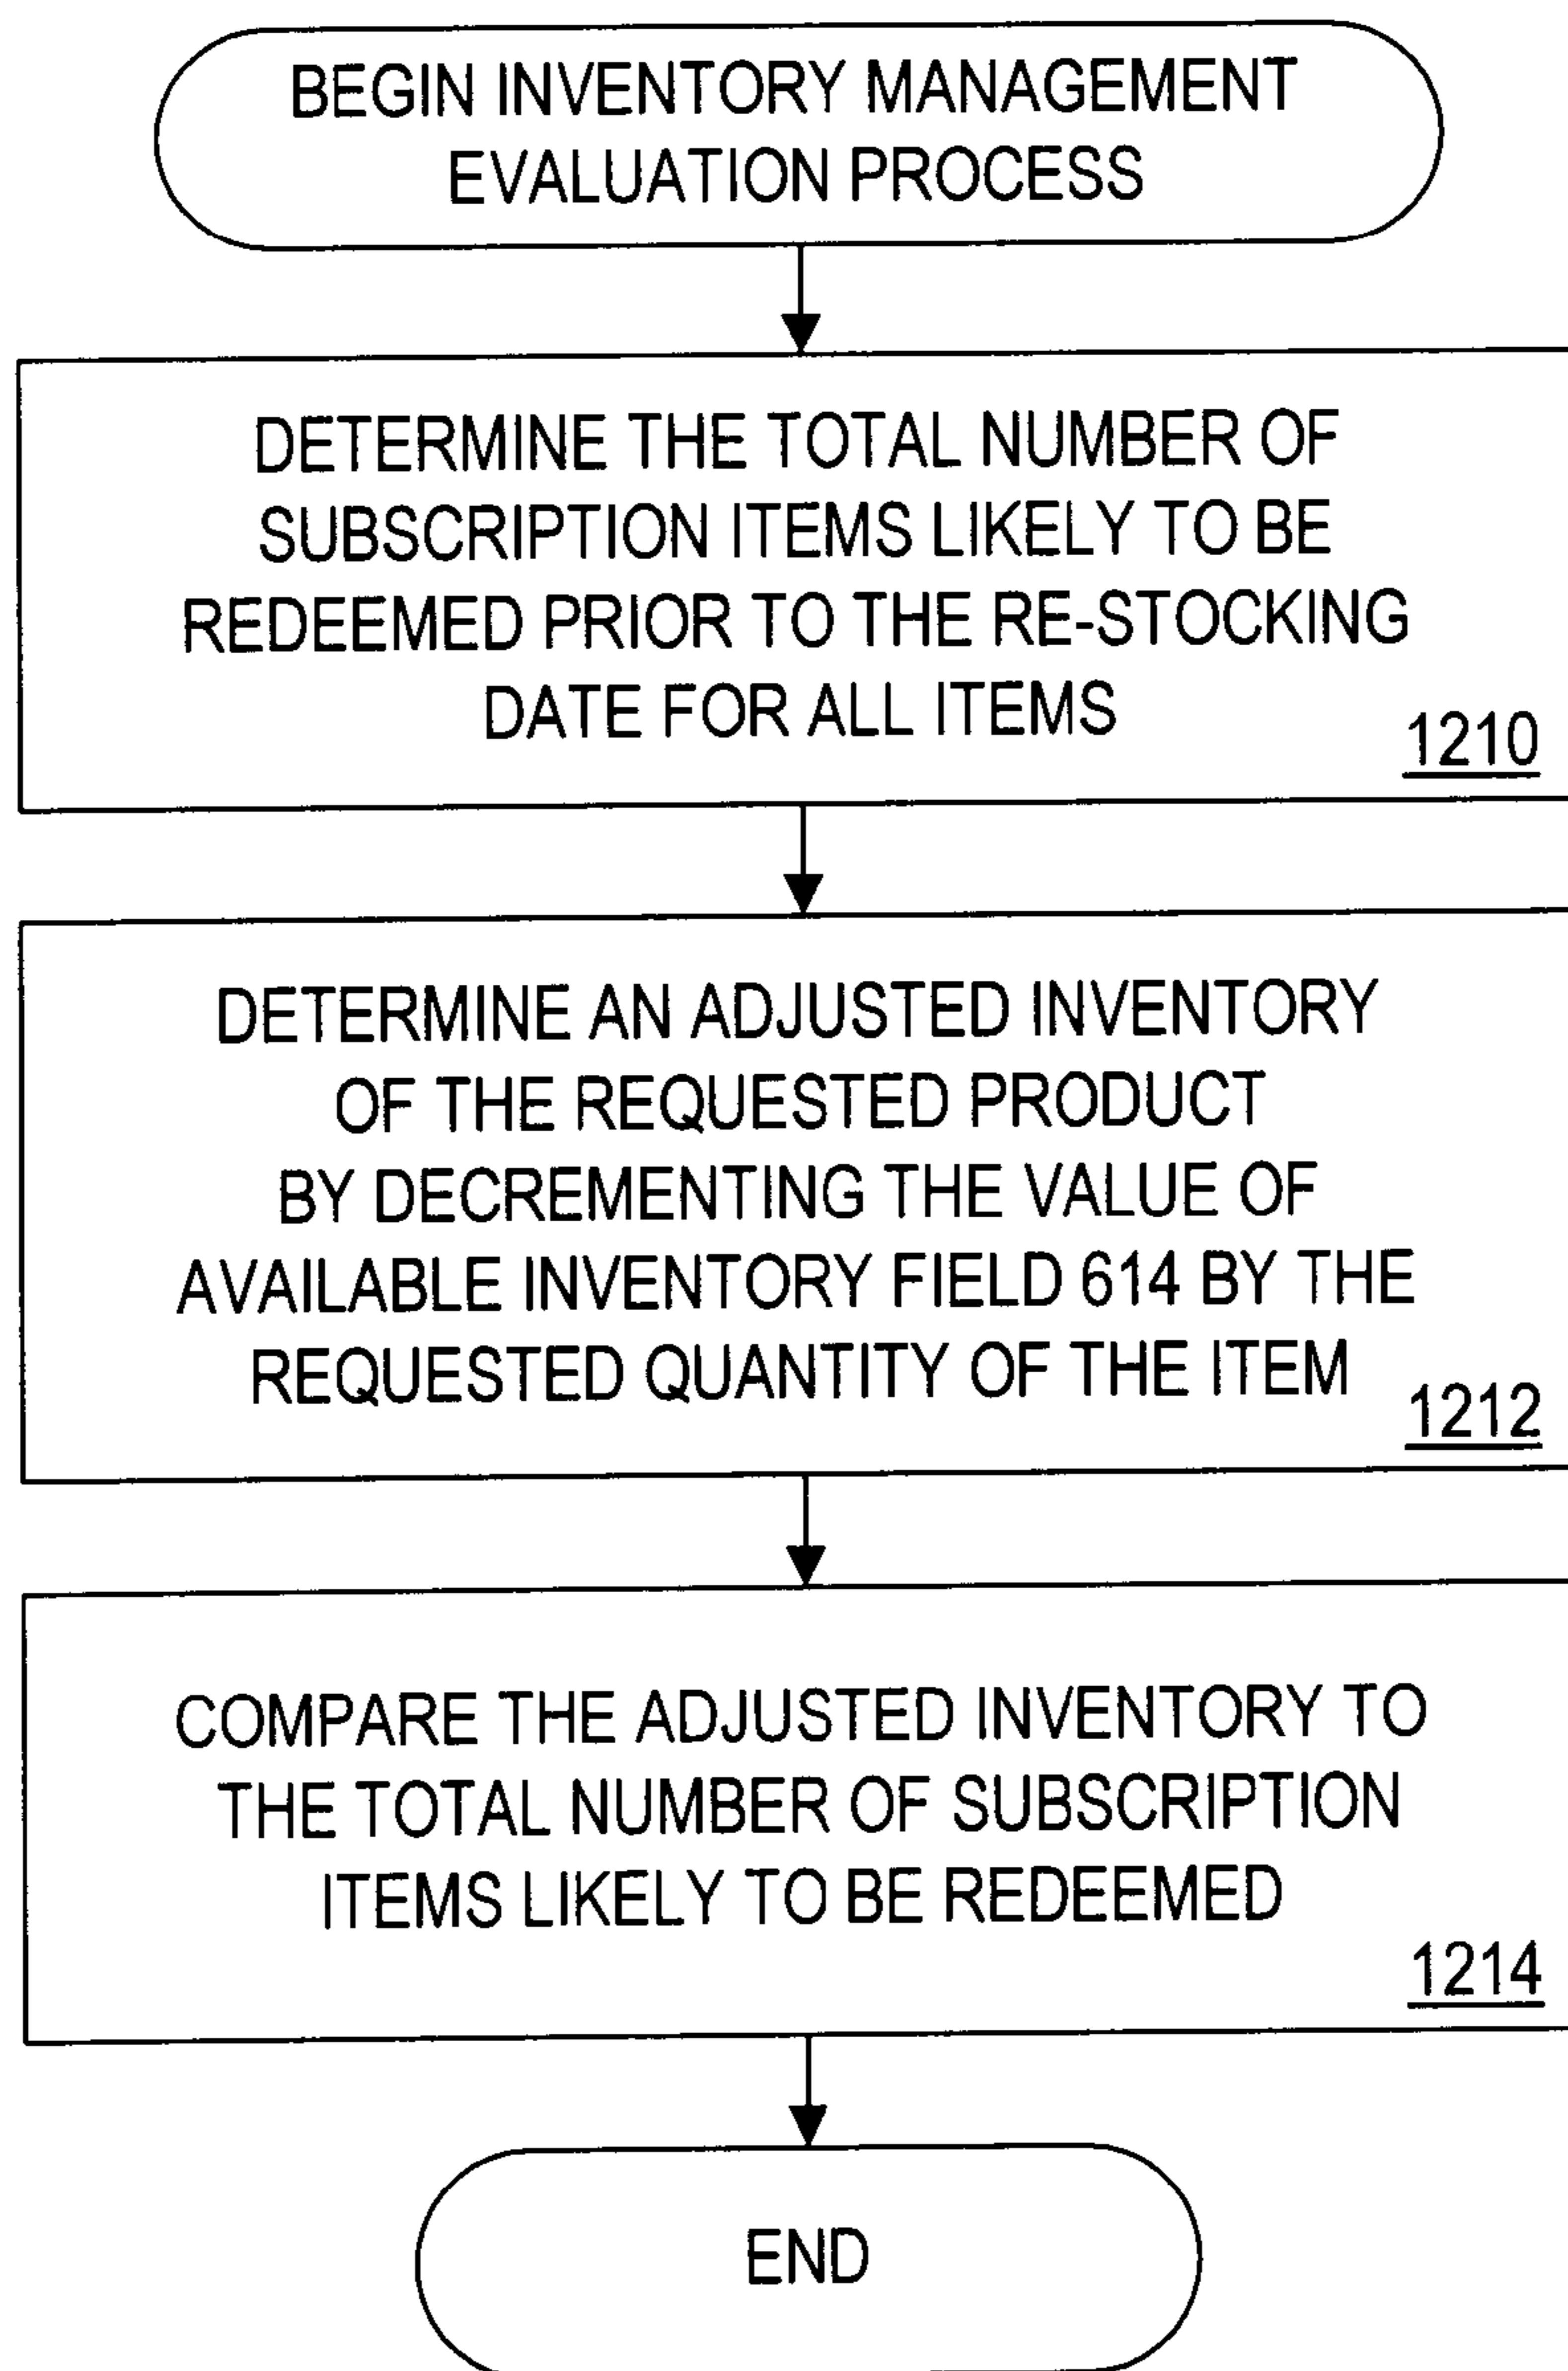 BEGIN INVENTORY MANAGEMENT
EVALUATION PROCESS
DETERMINE THE TOTAL NUMBER OF
SUBSCRIPTION ITEMS LIKELY TO BE
REDEEMED PRIOR TO THE RE-STOCKING
DATE FOR ALL ITEMS
1210
DETERMINE AN ADJUSTED INVENTORY
OF THE REQUESTED PRODUCT
BY DECREMENTING THE VALUE OF
AVAILABLE INVENTORY FIELD 614 BY THE
REQUESTED QUANTITY OF THE ITEM
1212
COMPARE THE ADJUSTED INVENTORY TO
THE TOTAL NUMBER OF SUBSCRIPTION
ITEMS LIKELY TO BE REDEEMED
1214
END